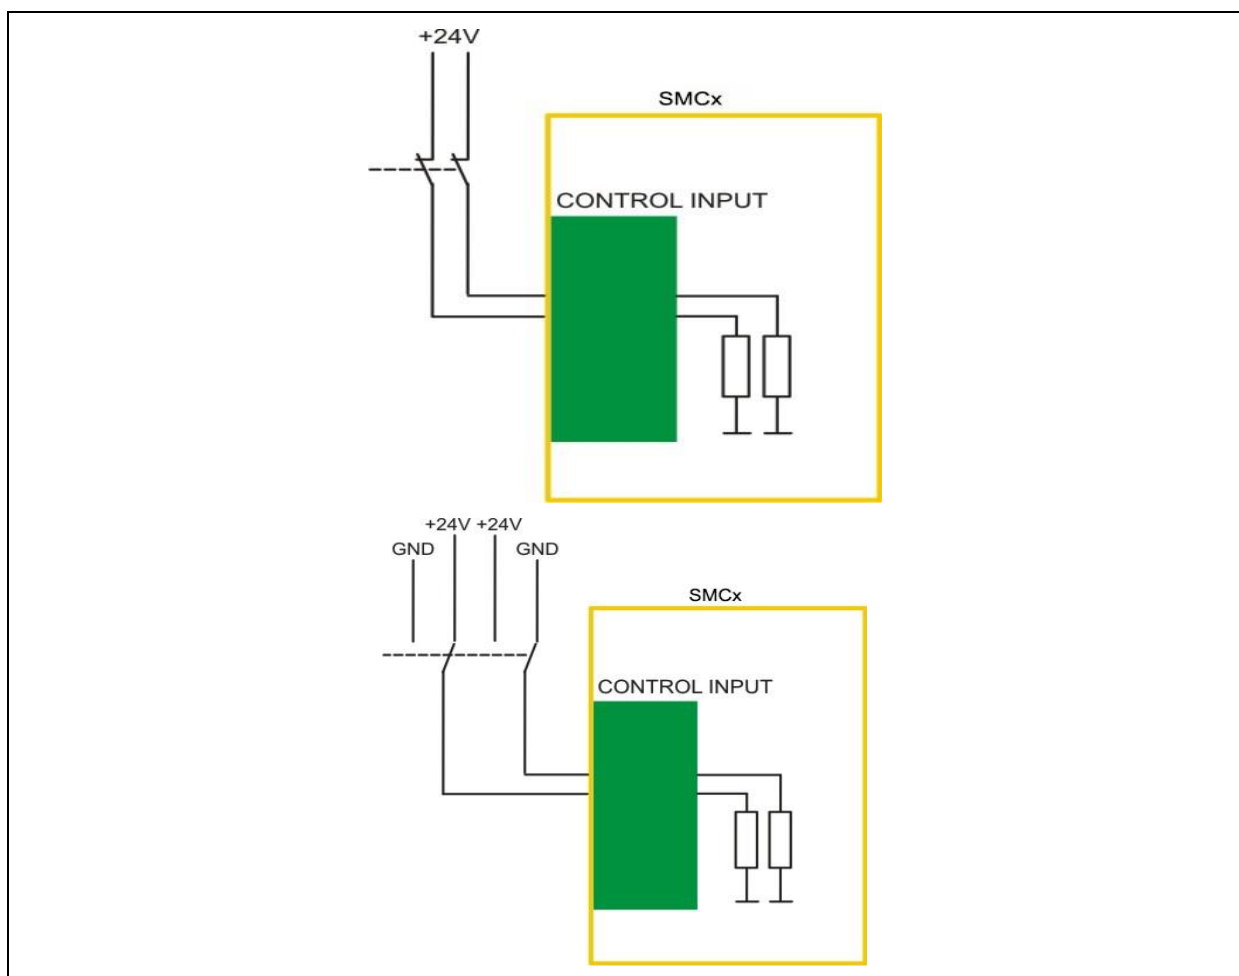 +24V
SMCx
CONTROL INPUT
+24V +24V
GND GND
SMCx
CONTROL INPUT